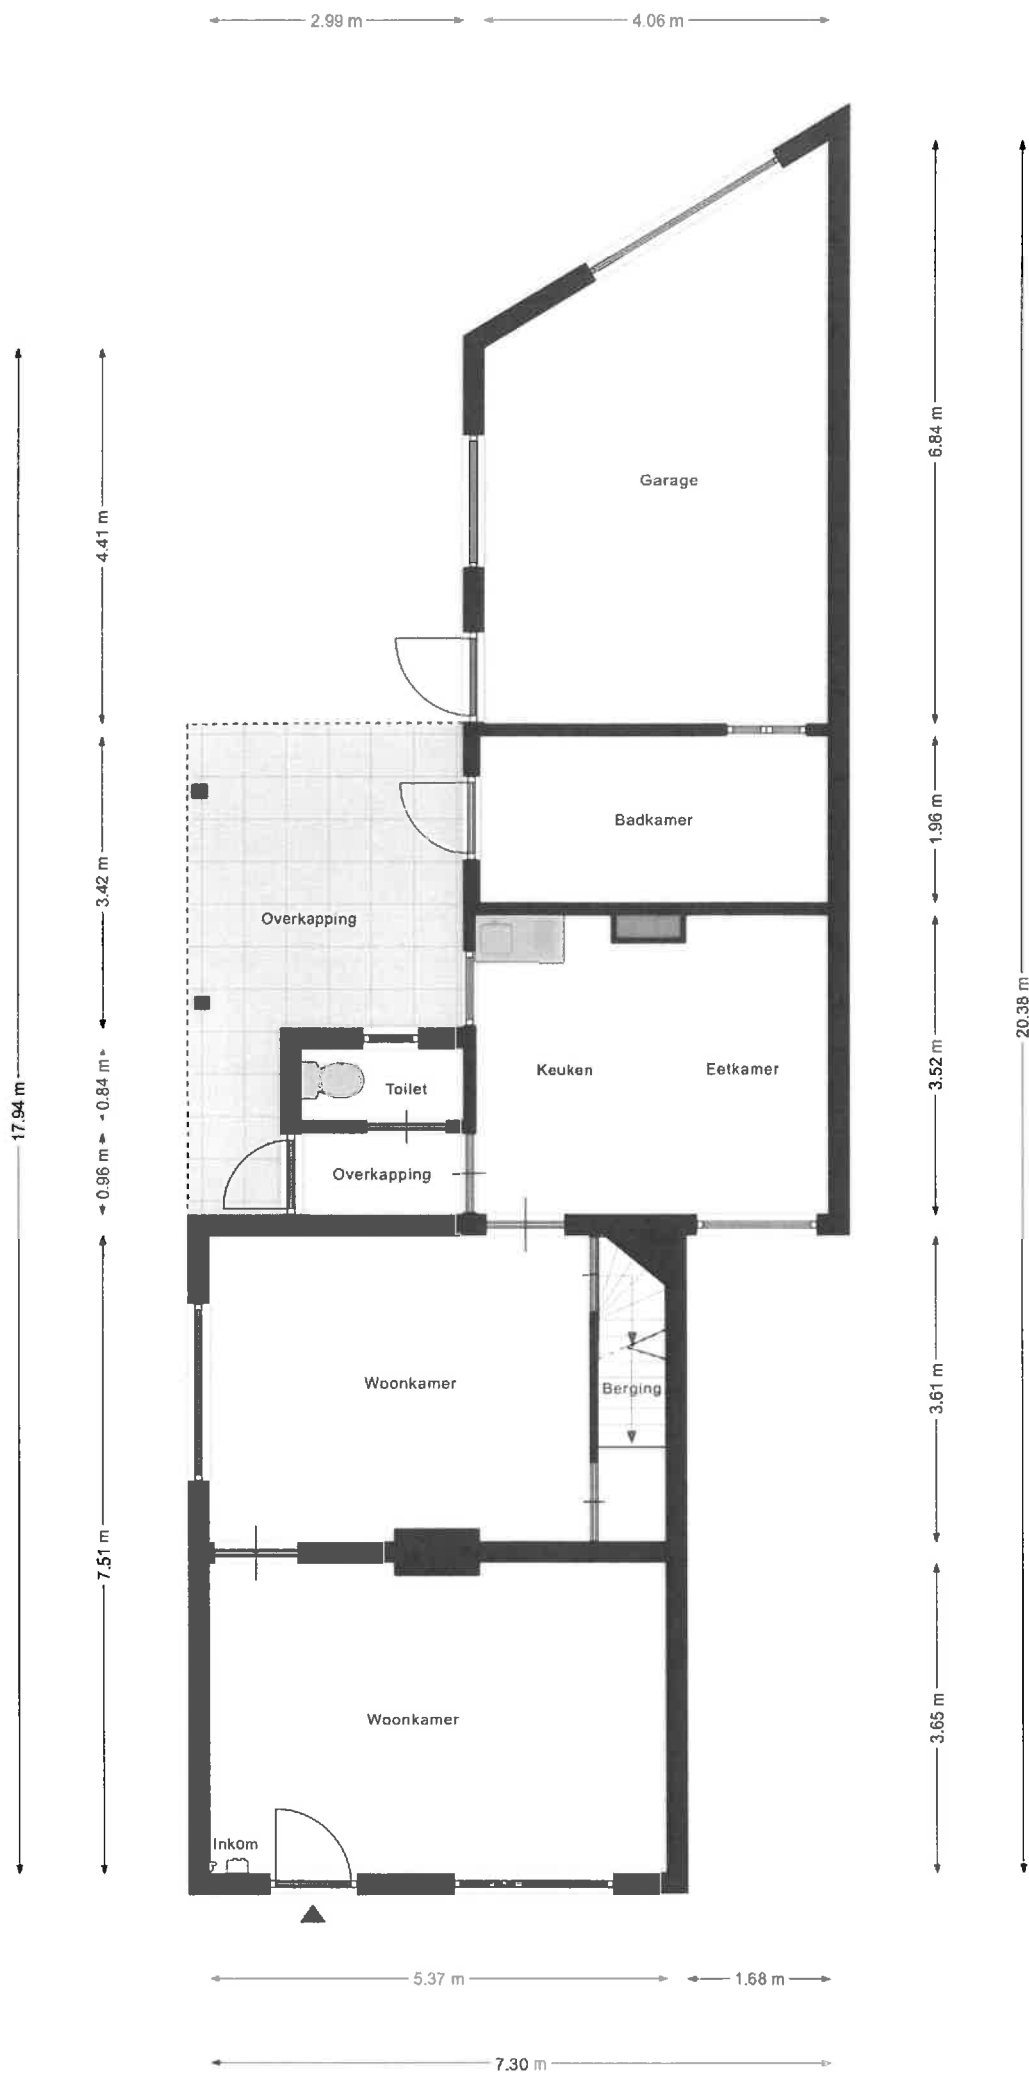 2.99 m
4.06 m
6.84 m
Garage
4.41 m
1.96 m
Badkamer
3.42 m
Overkapping
20.38 m
3.52 m
Keuken
Eetkamer
0.84 m
Toilet
17.94 m
0.96 m
Overkapping
Woonkamer
Berging
3.61 m
7.51 m
Woonkamer
3.65 m
Inkom
5.37 m
1.68 m
7.30 m